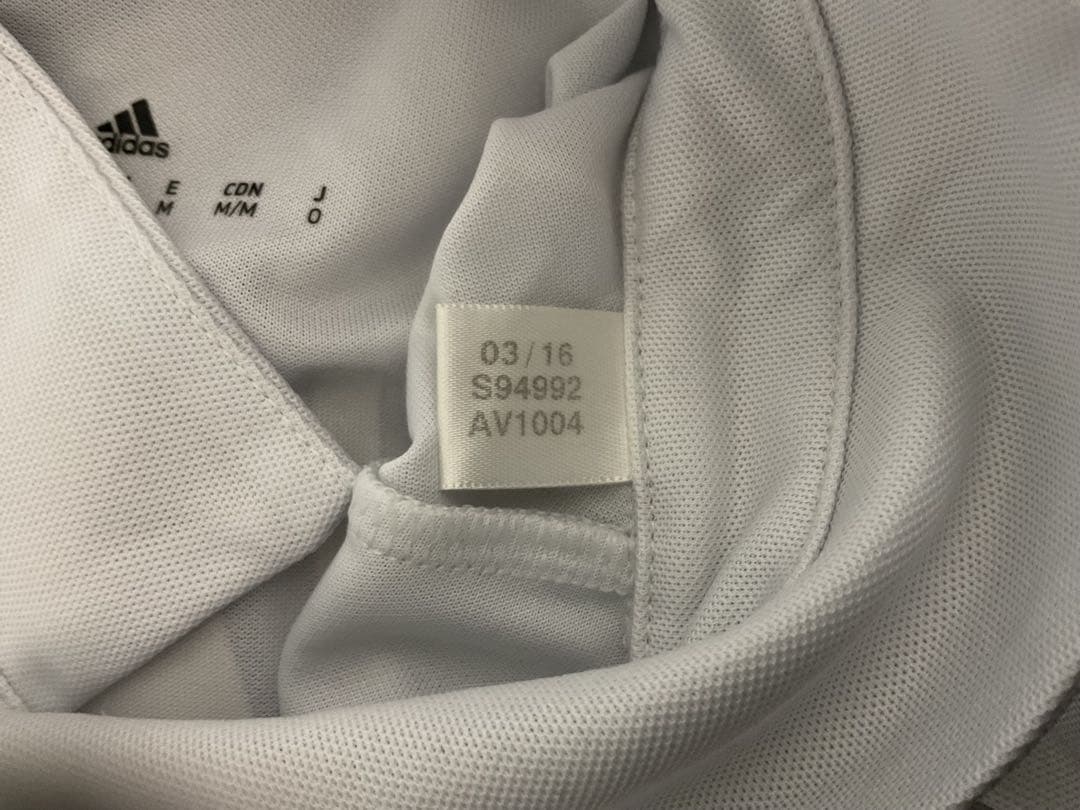 adidas
E CDN J
M M/M O
03/16
S94992
AV1004